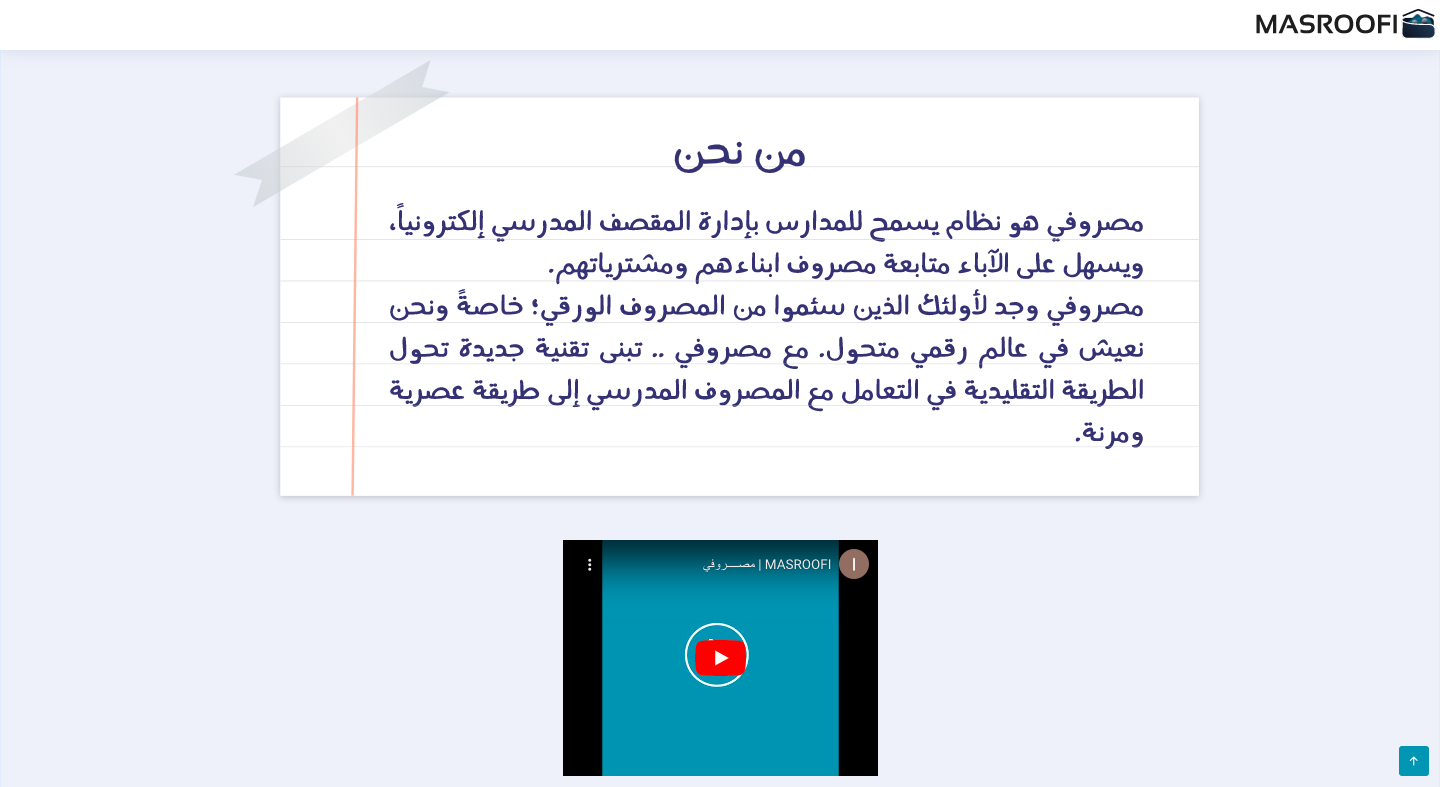 MASROOFI
من نحن
مصروفي هو نظام يسمح للمدارس بإدارة المقصف المدرسي إلكترونياً،
ويسهل على الآباء متابعة مصروف ابناءهم ومشترياتهم.
مصروفي وجد لأولئك الذين سئموا من المصروف الورقي؛ خاصةً ونحن
نعيش في عالم رقمي متحول. مع مصروفي .. تبنى تقنية جديدة تحول
الطريقة التقليدية في التعامل مع المصروف المدرسي إلى طريقة عصرية
ومرنة.
MASROOFI | مصـــروفي